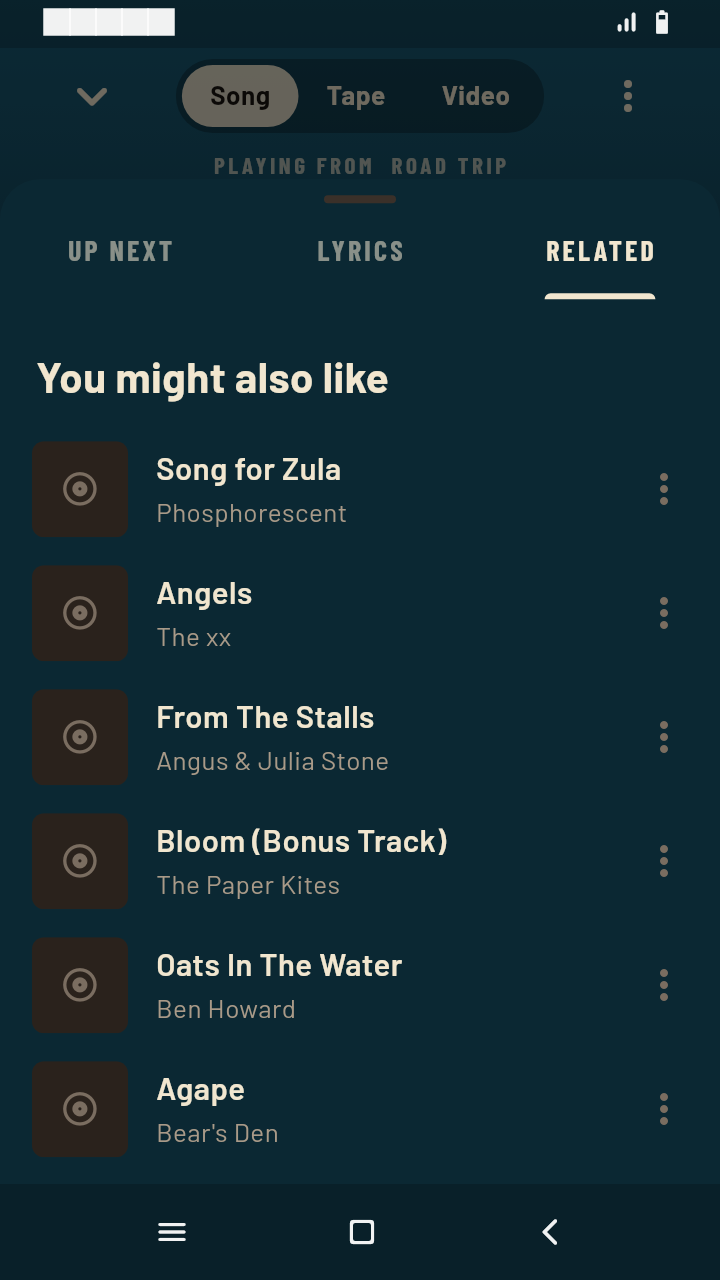 Song Tape Video
PLAYING FROM ROAD TRIP
UP NEXT LYRICS RELATED
You might also like
Song for Zula
Phosphorescent
Angels
The xx
From The Stalls
Angus & Julia Stone
Bloom (Bonus Track)
The Paper Kites
Oats In The Water
Ben Howard
Agape
Bear's Den